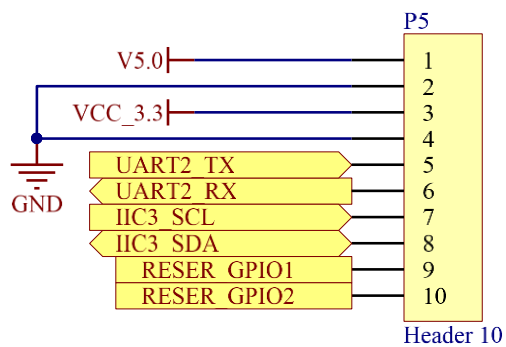 P5
V5.0 1
2
VCC_3.3 3
4
UART2_TX 5
UART2_RX 6
IIC3_SCL 7
IIC3_SDA 8
GND
RESER_GPIO1 9
RESER_GPIO2 10
Header 10